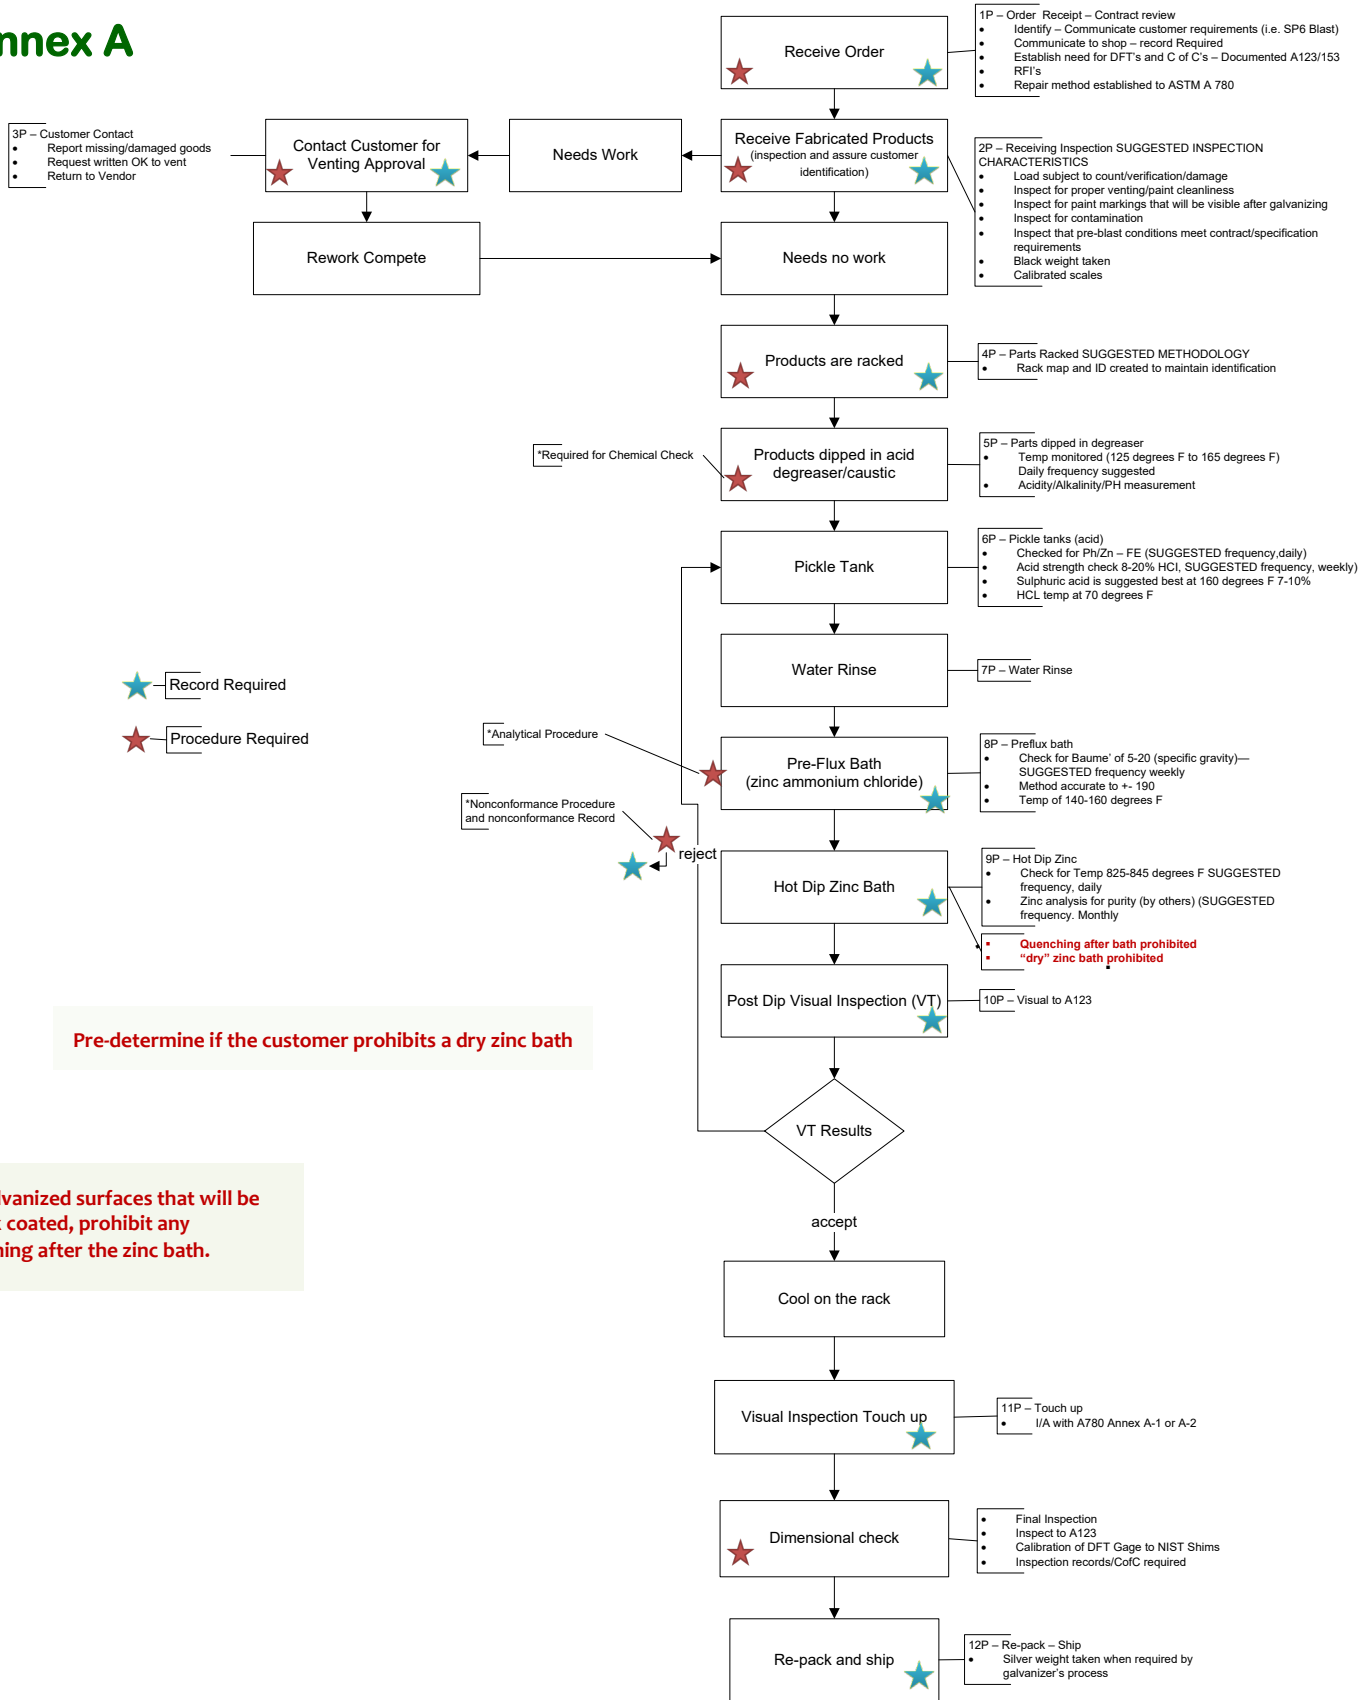 nnex A
Receive Order
1P – Order Receipt – Contract review
• Identify – Communicate customer requirements (i.e. SP6 Blast)
• Communicate to shop – record Required
• Establish need for DFT's and C of C's – Documented A123/153
• RFI's
• Repair method established to ASTM A 780
3P – Customer Contact
• Report missing/damaged goods
• Request written OK to vent
• Return to Vendor
Contact Customer for
Venting Approval
Needs Work
Receive Fabricated Products
(inspection and assure customer
identification)
2P – Receiving Inspection SUGGESTED INSPECTION
CHARACTERISTICS
• Load subject to count/verification/damage
• Inspect for proper venting/paint cleanliness
• Inspect for paint markings that will be visible after galvanizing
• Inspect for contamination
• Inspect that pre-blast conditions meet contract/specification
requirements
• Black weight taken
• Calibrated scales
Rework Compete
Needs no work
Products are racked
4P – Parts Racked SUGGESTED METHODOLOGY
• Rack map and ID created to maintain identification
*Required for Chemical Check
Products dipped in acid
degreaser/caustic
5P – Parts dipped in degreaser
• Temp monitored (125 degrees F to 165 degrees F)
Daily frequency suggested
• Acidity/Alkalinity/PH measurement
Pickle Tank
6P – Pickle tanks (acid)
• Checked for Ph/Zn – FE (SUGGESTED frequency,daily)
• Acid strength check 8-20% HCl, SUGGESTED frequency, weekly)
• Sulphuric acid is suggested best at 160 degrees F 7-10%
• HCL temp at 70 degrees F
Water Rinse
7P – Water Rinse
Record Required
Procedure Required
*Analytical Procedure
Pre-Flux Bath
(zinc ammonium chloride)
8P – Preflux bath
• Check for Baume' of 5-20 (specific gravity)—
SUGGESTED frequency weekly
• Method accurate to +- 190
• Temp of 140-160 degrees F
*Nonconformance Procedure
and nonconformance Record
reject
Hot Dip Zinc Bath
9P – Hot Dip Zinc
• Check for Temp 825-845 degrees F SUGGESTED
frequency, daily
• Zinc analysis for purity (by others) (SUGGESTED
frequency. Monthly
▪ Quenching after bath prohibited
▪ “dry” zinc bath prohibited
Post Dip Visual Inspection (VT)
10P – Visual to A123
Pre-determine if the customer prohibits a dry zinc bath
VT Results
lvanized surfaces that will be
coated, prohibit any
ning after the zinc bath.
accept
Cool on the rack
Visual Inspection Touch up
11P – Touch up
• I/A with A780 Annex A-1 or A-2
Dimensional check
• Final Inspection
• Inspect to A123
• Calibration of DFT Gage to NIST Shims
• Inspection records/CofC required
Re-pack and ship
12P – Re-pack – Ship
• Silver weight taken when required by
galvanizer's process